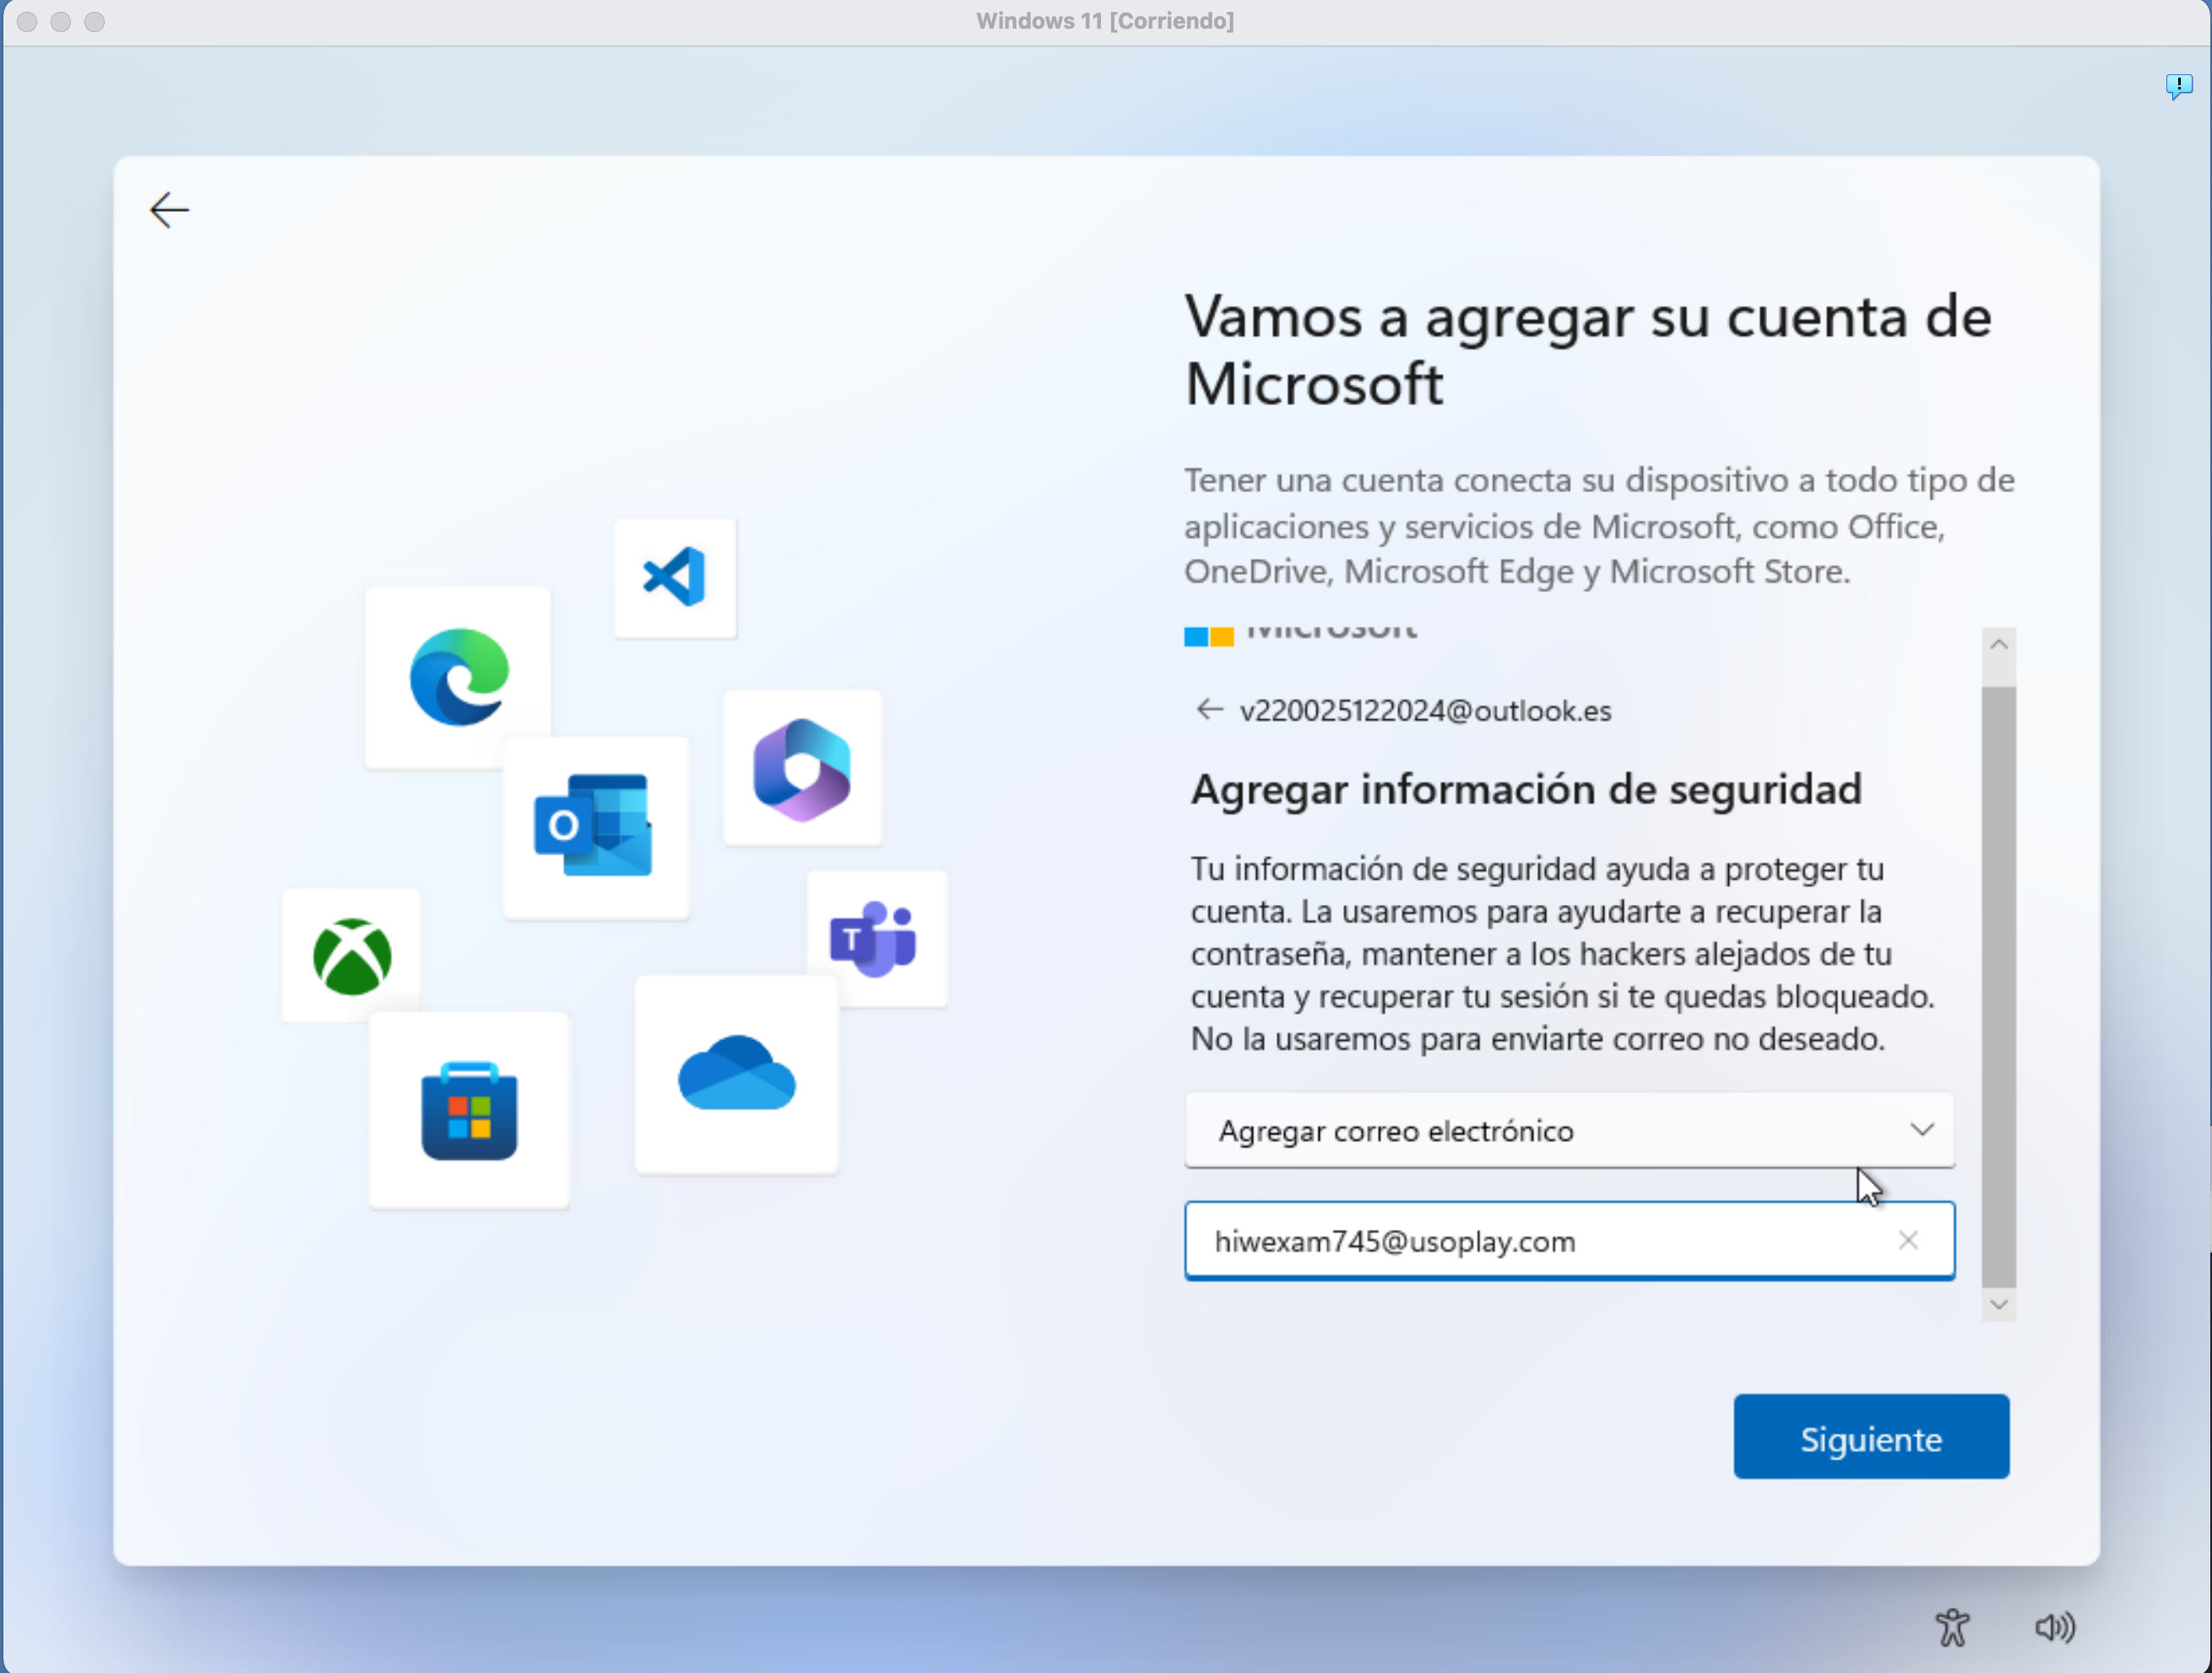 Windows 11 [Corriendo]
Vamos a agregar su cuenta de
Microsoft
Tener una cuenta conecta su dispositivo a todo tipo de
aplicaciones y servicios de Microsoft, como Office,
OneDrive, Microsoft Edge y Microsoft Store.
Microsoft
v220025122024@outlook.es
Agregar información de seguridad
Tu información de seguridad ayuda a proteger tu
cuenta. La usaremos para ayudarte a recuperar la
contraseña, mantener a los hackers alejados de tu
cuenta y recuperar tu sesión si te quedas bloqueado.
No la usaremos para enviarte correo no deseado.
Agregar correo electrónico
hiwexam745@usoplay.com
Siguiente